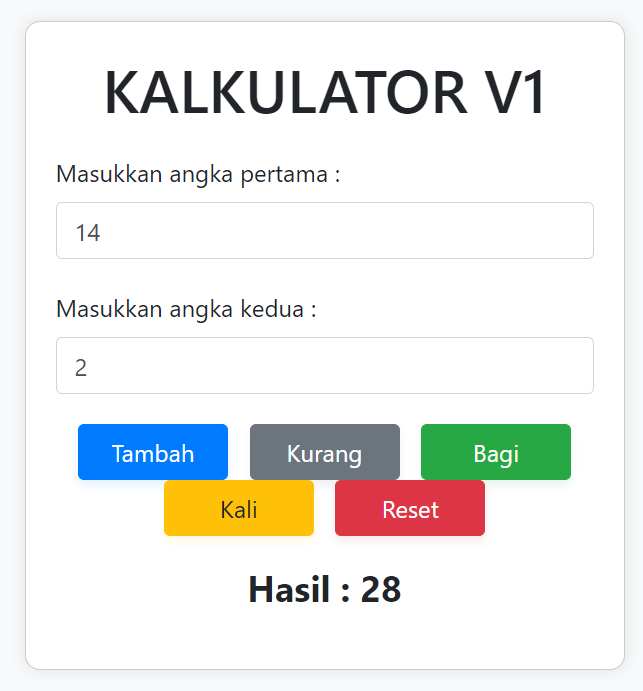 KALKULATOR V1
Masukkan angka pertama :
14
Masukkan angka kedua :
2
Tambah Kurang Bagi
Kali Reset
Hasil : 28